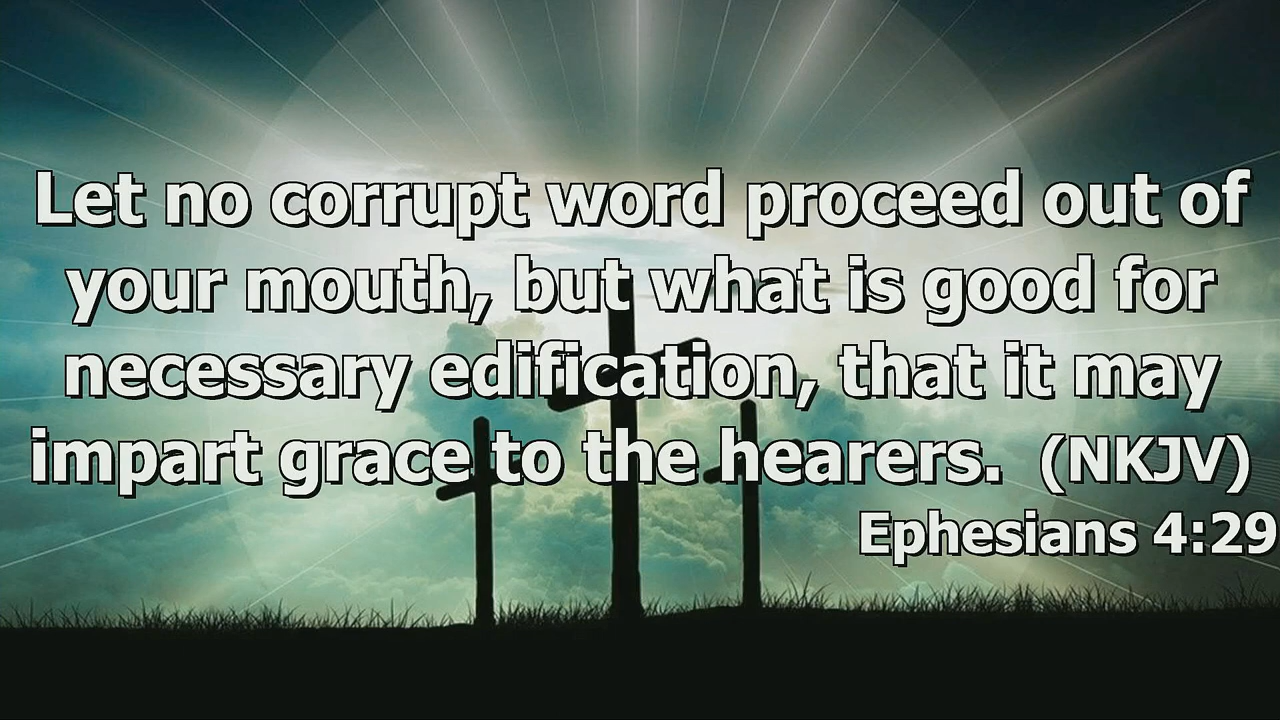 Let no corrupt word proceed out of
your mouth, but what is good for
necessary edification, that it may
impart grace to the hearers. (NKJV)
Ephesians 4:29